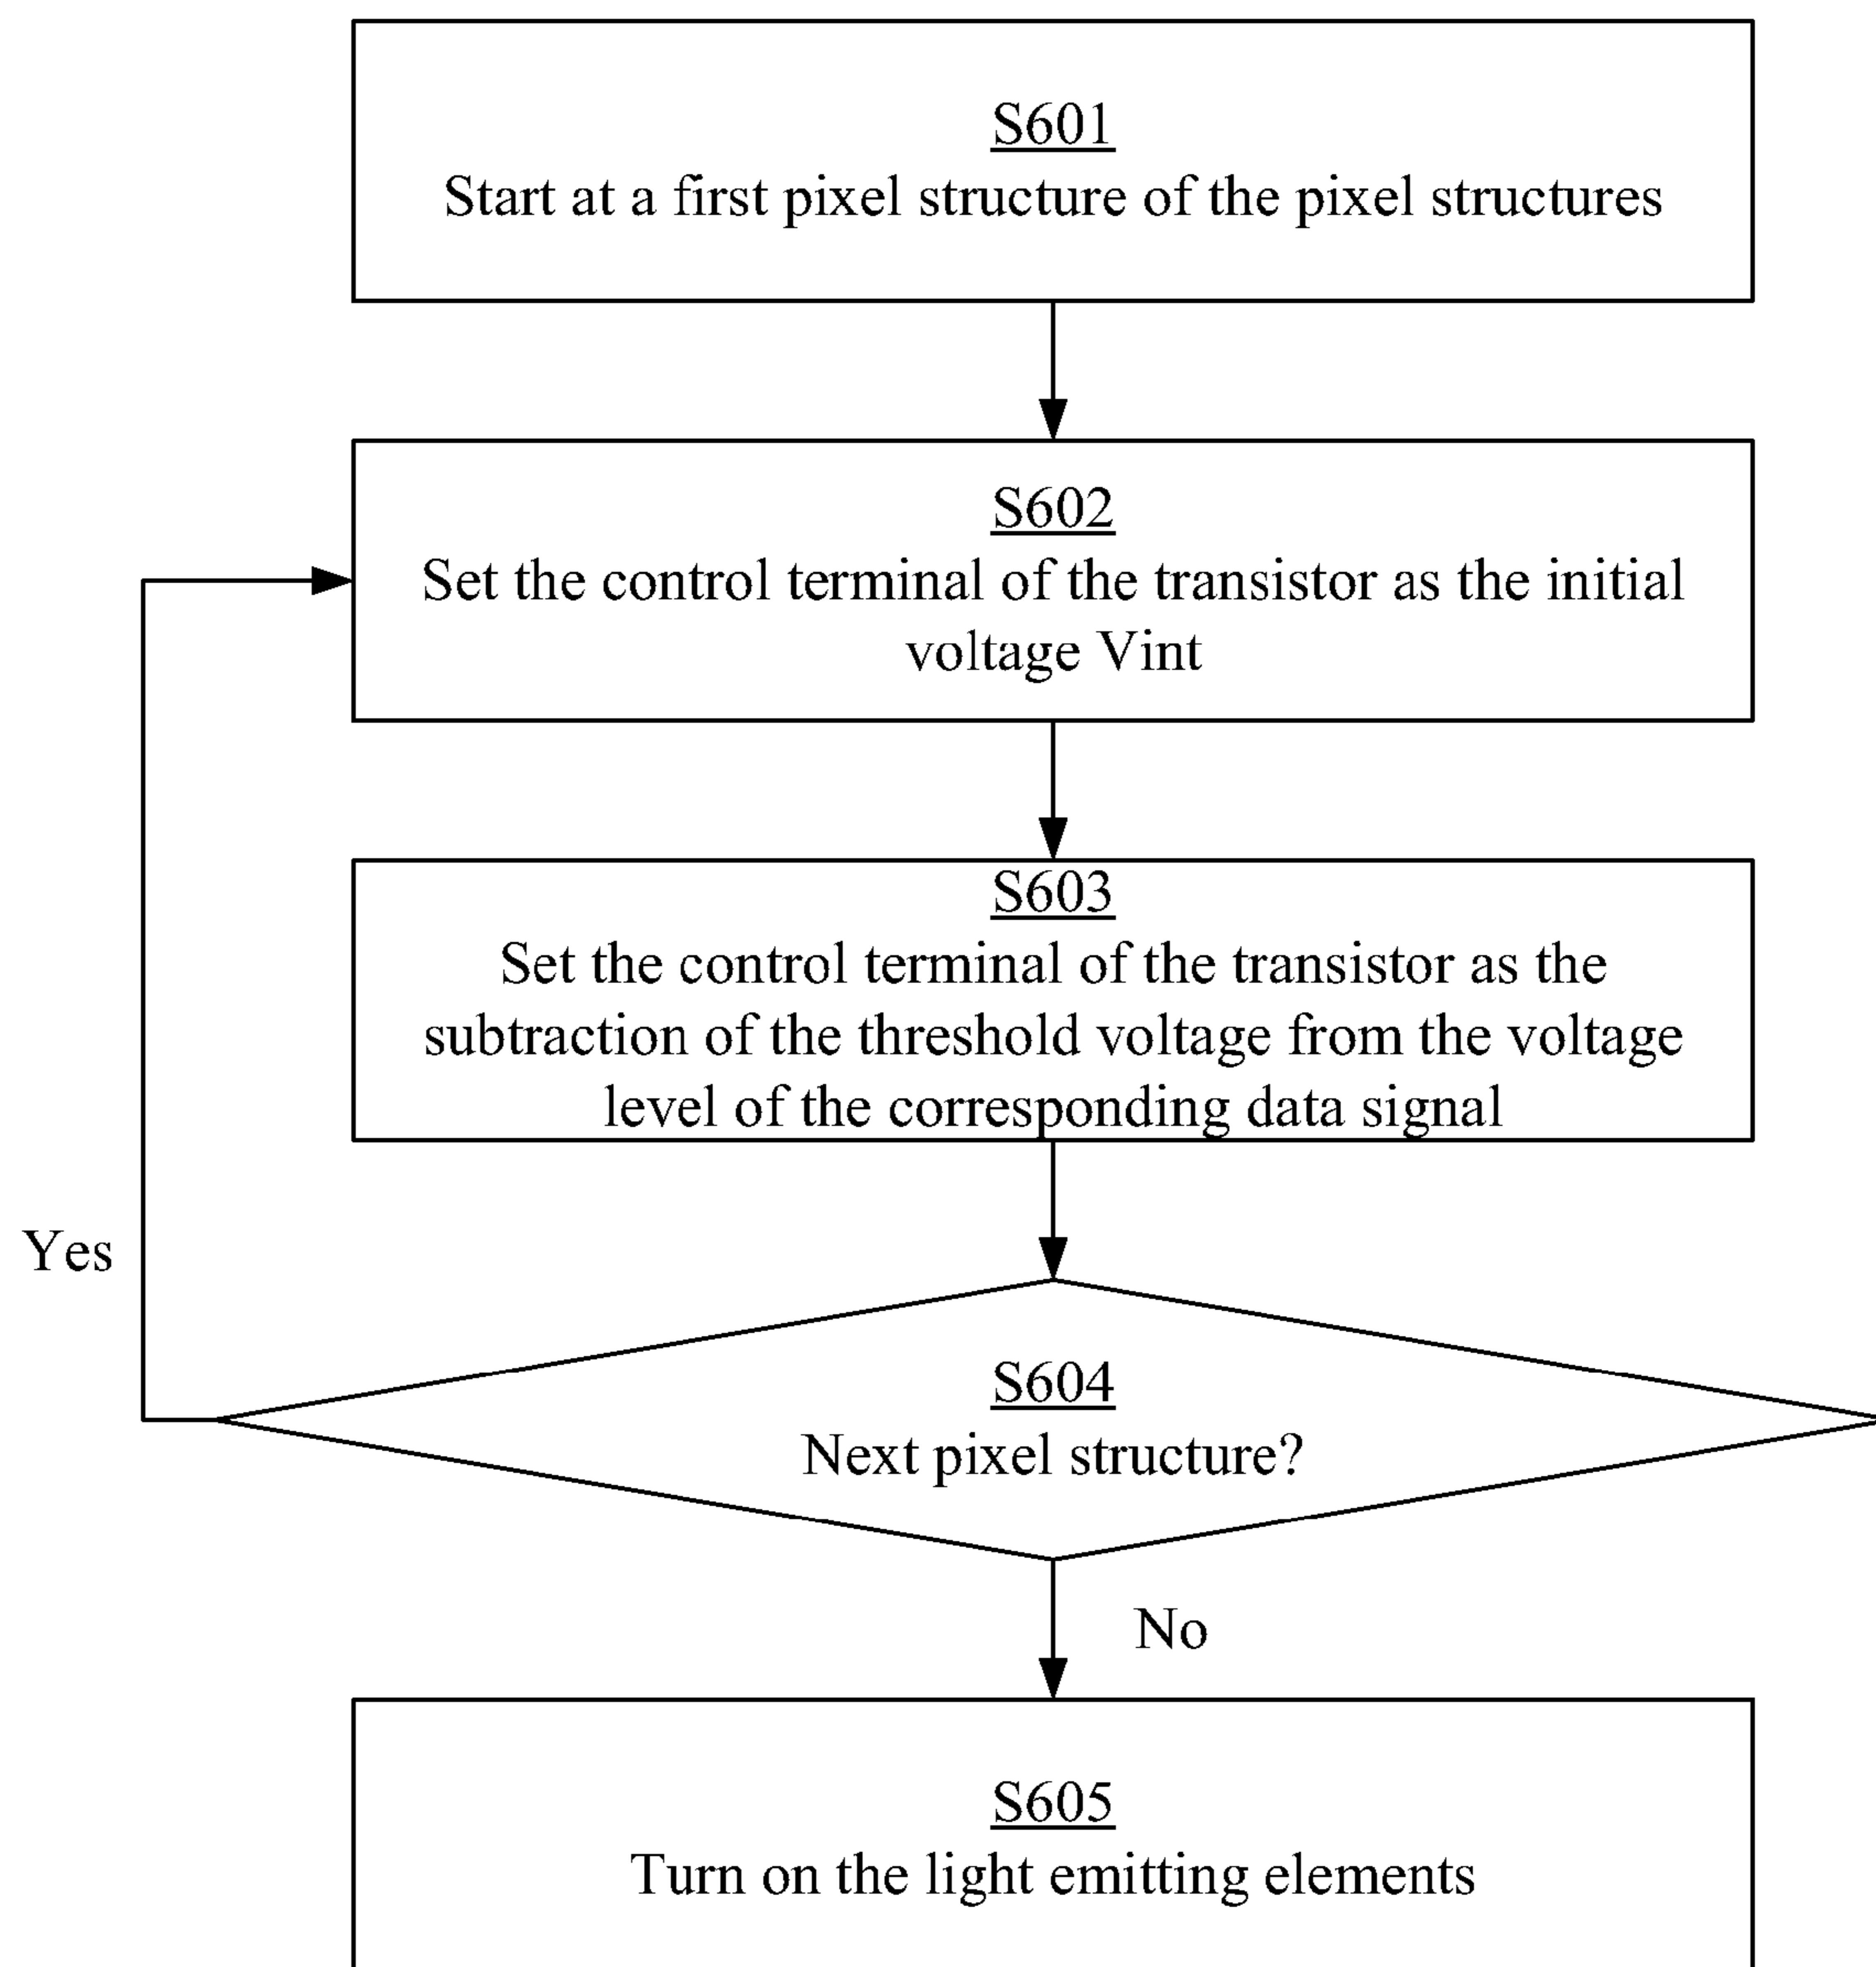 S601
Start at a first pixel structure of the pixel structures
S602
Set the control terminal of the transistor as the initial
voltage Vint
S603
Set the control terminal of the transistor as the
subtraction of the threshold voltage from the voltage
level of the corresponding data signal
Yes
S604
Next pixel structure?
No
S605
Turn on the light emitting elements